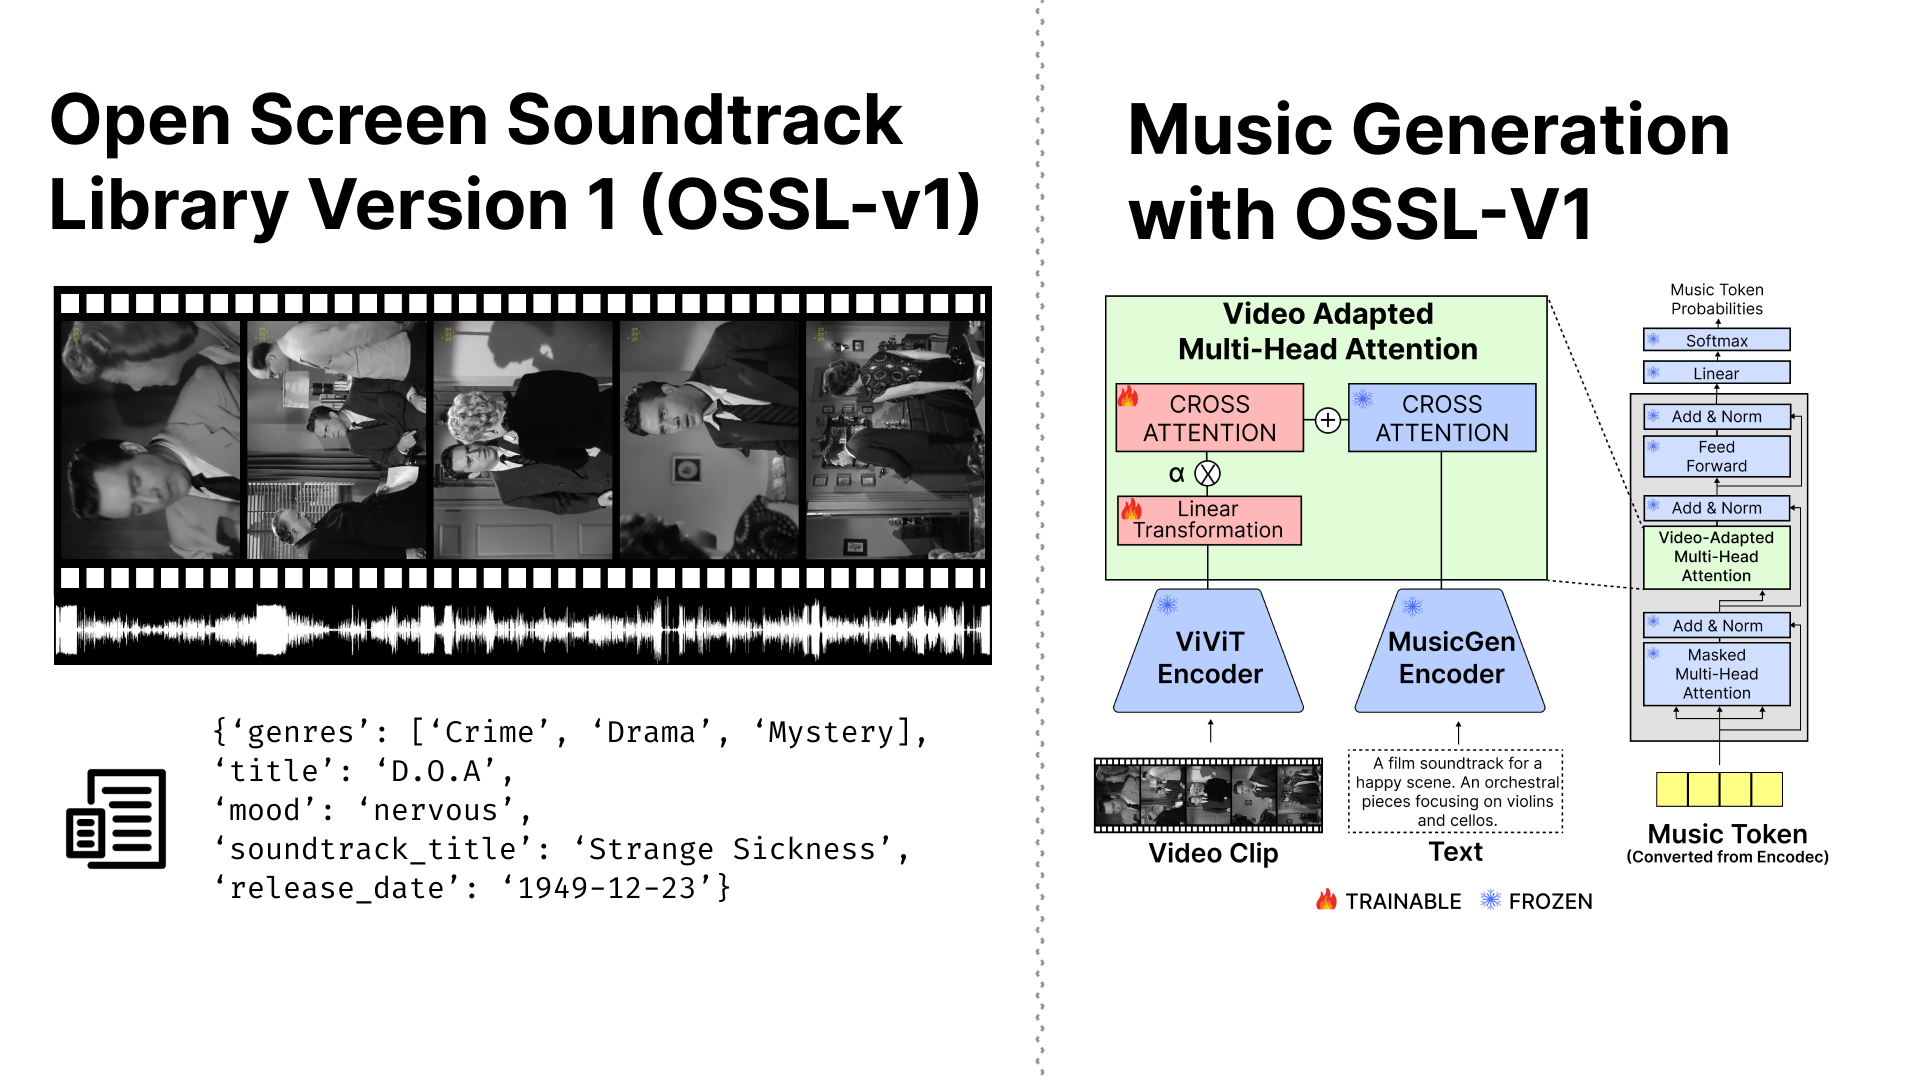 Open Screen Soundtrack
Library Version 1 (OSSL-v1)
{‘genres’: [‘Crime’, ‘Drama’, ‘Mystery],
‘title’: ‘D.O.A’,
‘mood’: ‘nervous’,
‘soundtrack_title’: ‘Strange Sickness’,
‘release_date’: ‘1949-12-23’}
Music Generation
with OSSL-V1
Video Adapted
Multi-Head Attention
CROSS
ATTENTION
+
CROSS
ATTENTION
α
Linear
Transformation
ViViT
Encoder
MusicGen
Encoder
A film soundtrack for a
happy scene. An orchestral
pieces focusing on violins
and cellos.
Video Clip
Text
TRAINABLE
FROZEN
Music Token
Probabilities
Softmax
Linear
Add & Norm
Feed
Forward
Add & Norm
Video-Adapted
Multi-Head
Attention
Add & Norm
Masked
Multi-Head
Attention
Music Token
(Converted from Encodec)